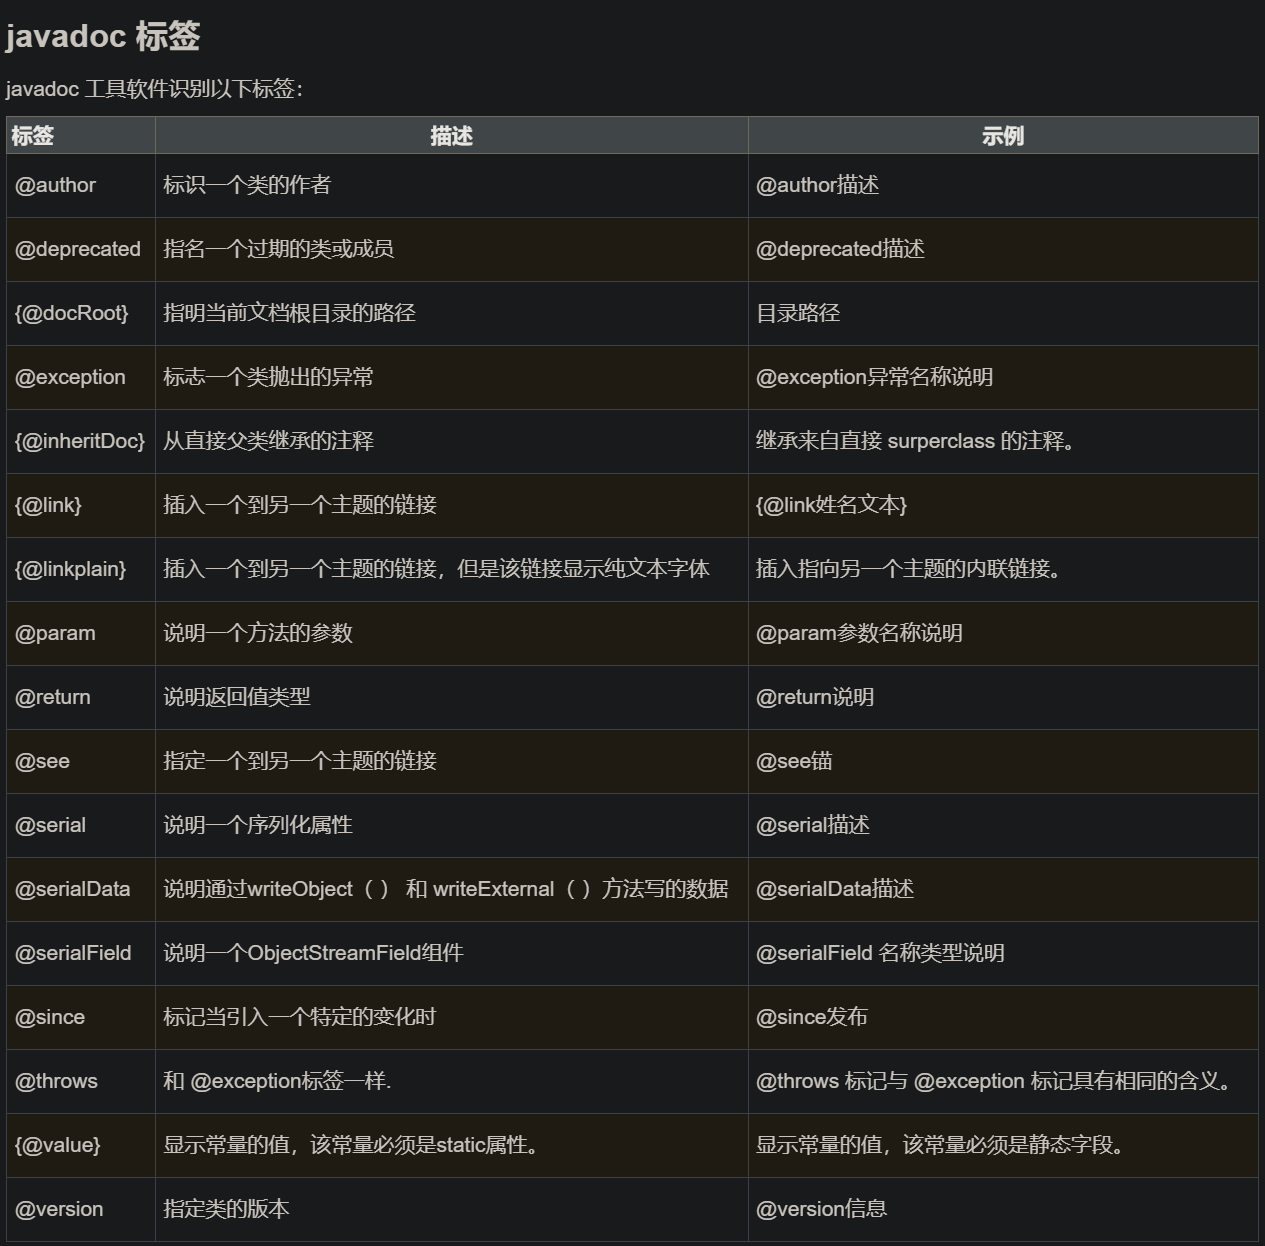 javadoc 标签
javadoc 工具软件识别以下标签：
标签 描述 示例
@author 标识一个类的作者 @author描述
@deprecated 指名一个过期的类或成员 @deprecated描述
{@docRoot} 指明当前文档根目录的路径 目录路径
@exception 标志一个类抛出的异常 @exception异常名称说明
{@inheritDoc} 从直接父类继承的注释 继承来自直接 surperclass 的注释。
{@link} 插入一个到另一个主题的链接 {@link姓名文本}
{@linkplain} 插入一个到另一个主题的链接，但是该链接显示纯文本字体 插入指向另一个主题的内联链接。
@param 说明一个方法的参数 @param参数名称说明
@return 说明返回值类型 @return说明
@see 指定一个到另一个主题的链接 @see锚
@serial 说明一个序列化属性 @serial描述
@serialData 说明通过writeObject（ ） 和 writeExternal（ ）方法写的数据 @serialData描述
@serialField 说明一个ObjectStreamField组件 @serialField 名称类型说明
@since 标记当引入一个特定的变化时 @since发布
@throws 和 @exception标签一样. @throws 标记与 @exception 标记具有相同的含义。
{@value} 显示常量的值，该常量必须是static属性。 显示常量的值，该常量必须是静态字段。
@version 指定类的版本 @version信息